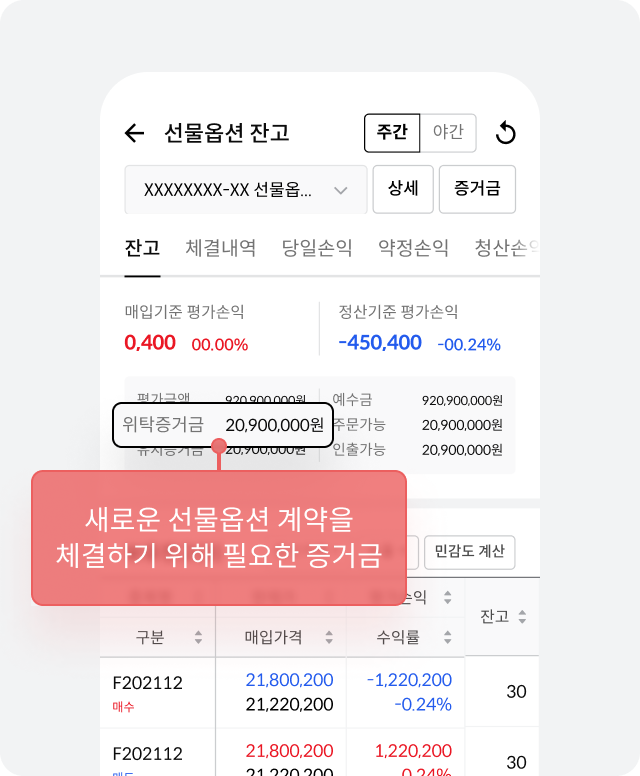 선물옵션 잔고
주간 야간
XXXXXXXX-XX 선물옵...
상세
증거금
잔고 체결내역 당일손익 약정손익 청산손익
매입기준 평가손익
0,400 00.00%
정산기준 평가손익
-450,400 -00.24%
평가금액 920,900,000원 예수금 920,900,000원
위탁증거금 20,900,000원 주문가능 20,900,000원
유지증거금 20,900,000원 인출가능 20,900,000원
새로운 선물옵션 계약을
체결하기 위해 필요한 증거금
민감도 계산
손익 잔고
구분 매입가격 수익률
F202112 21,800,200 -1,220,200 30
매수 21,220,200 -0.24%
F202112 21,800,200 1,220,200 30
매도 21,220,200 0.24%